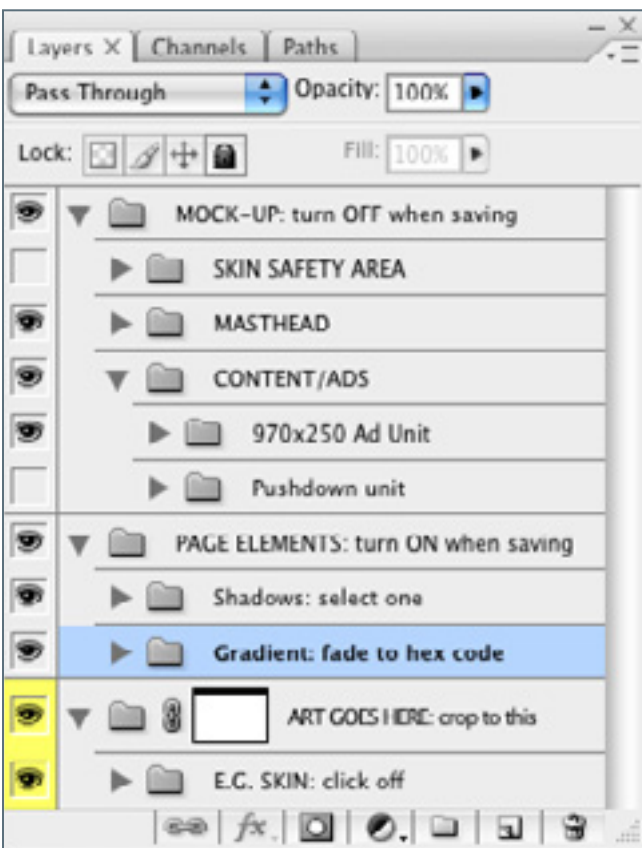 Layers Channels Paths
Pass Through Opacity: 100%
Lock: Fill: 100%
MOCK-UP: turn OFF when saving
SKIN SAFETY AREA
MASTHEAD
CONTENT/ADS
970x250 Ad Unit
Pushdown unit
PAGE ELEMENTS: turn ON when saving
Shadows: select one
Gradient: fade to hex code
ART GOES HERE: crop to this
E.G. SKIN: click off
fx